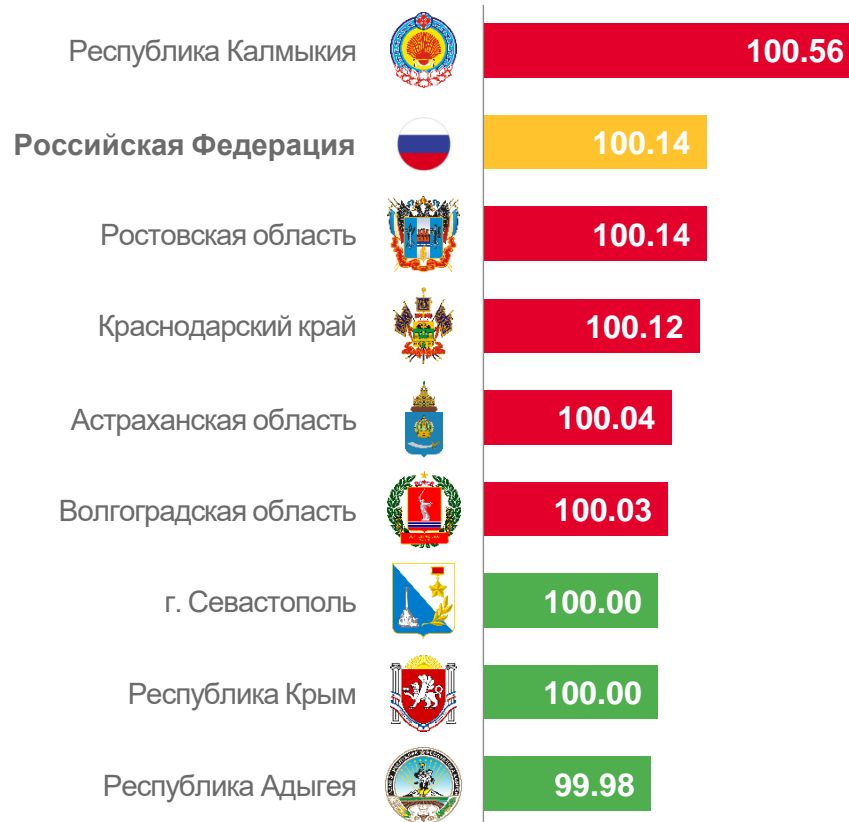 Республика Калмыкия 100.56
Российская Федерация 100.14
Ростовская область 100.14
Краснодарский край 100.12
Астраханская область 100.04
Волгоградская область 100.03
г. Севастополь 100.00
Республика Крым 100.00
Республика Адыгея 99.98